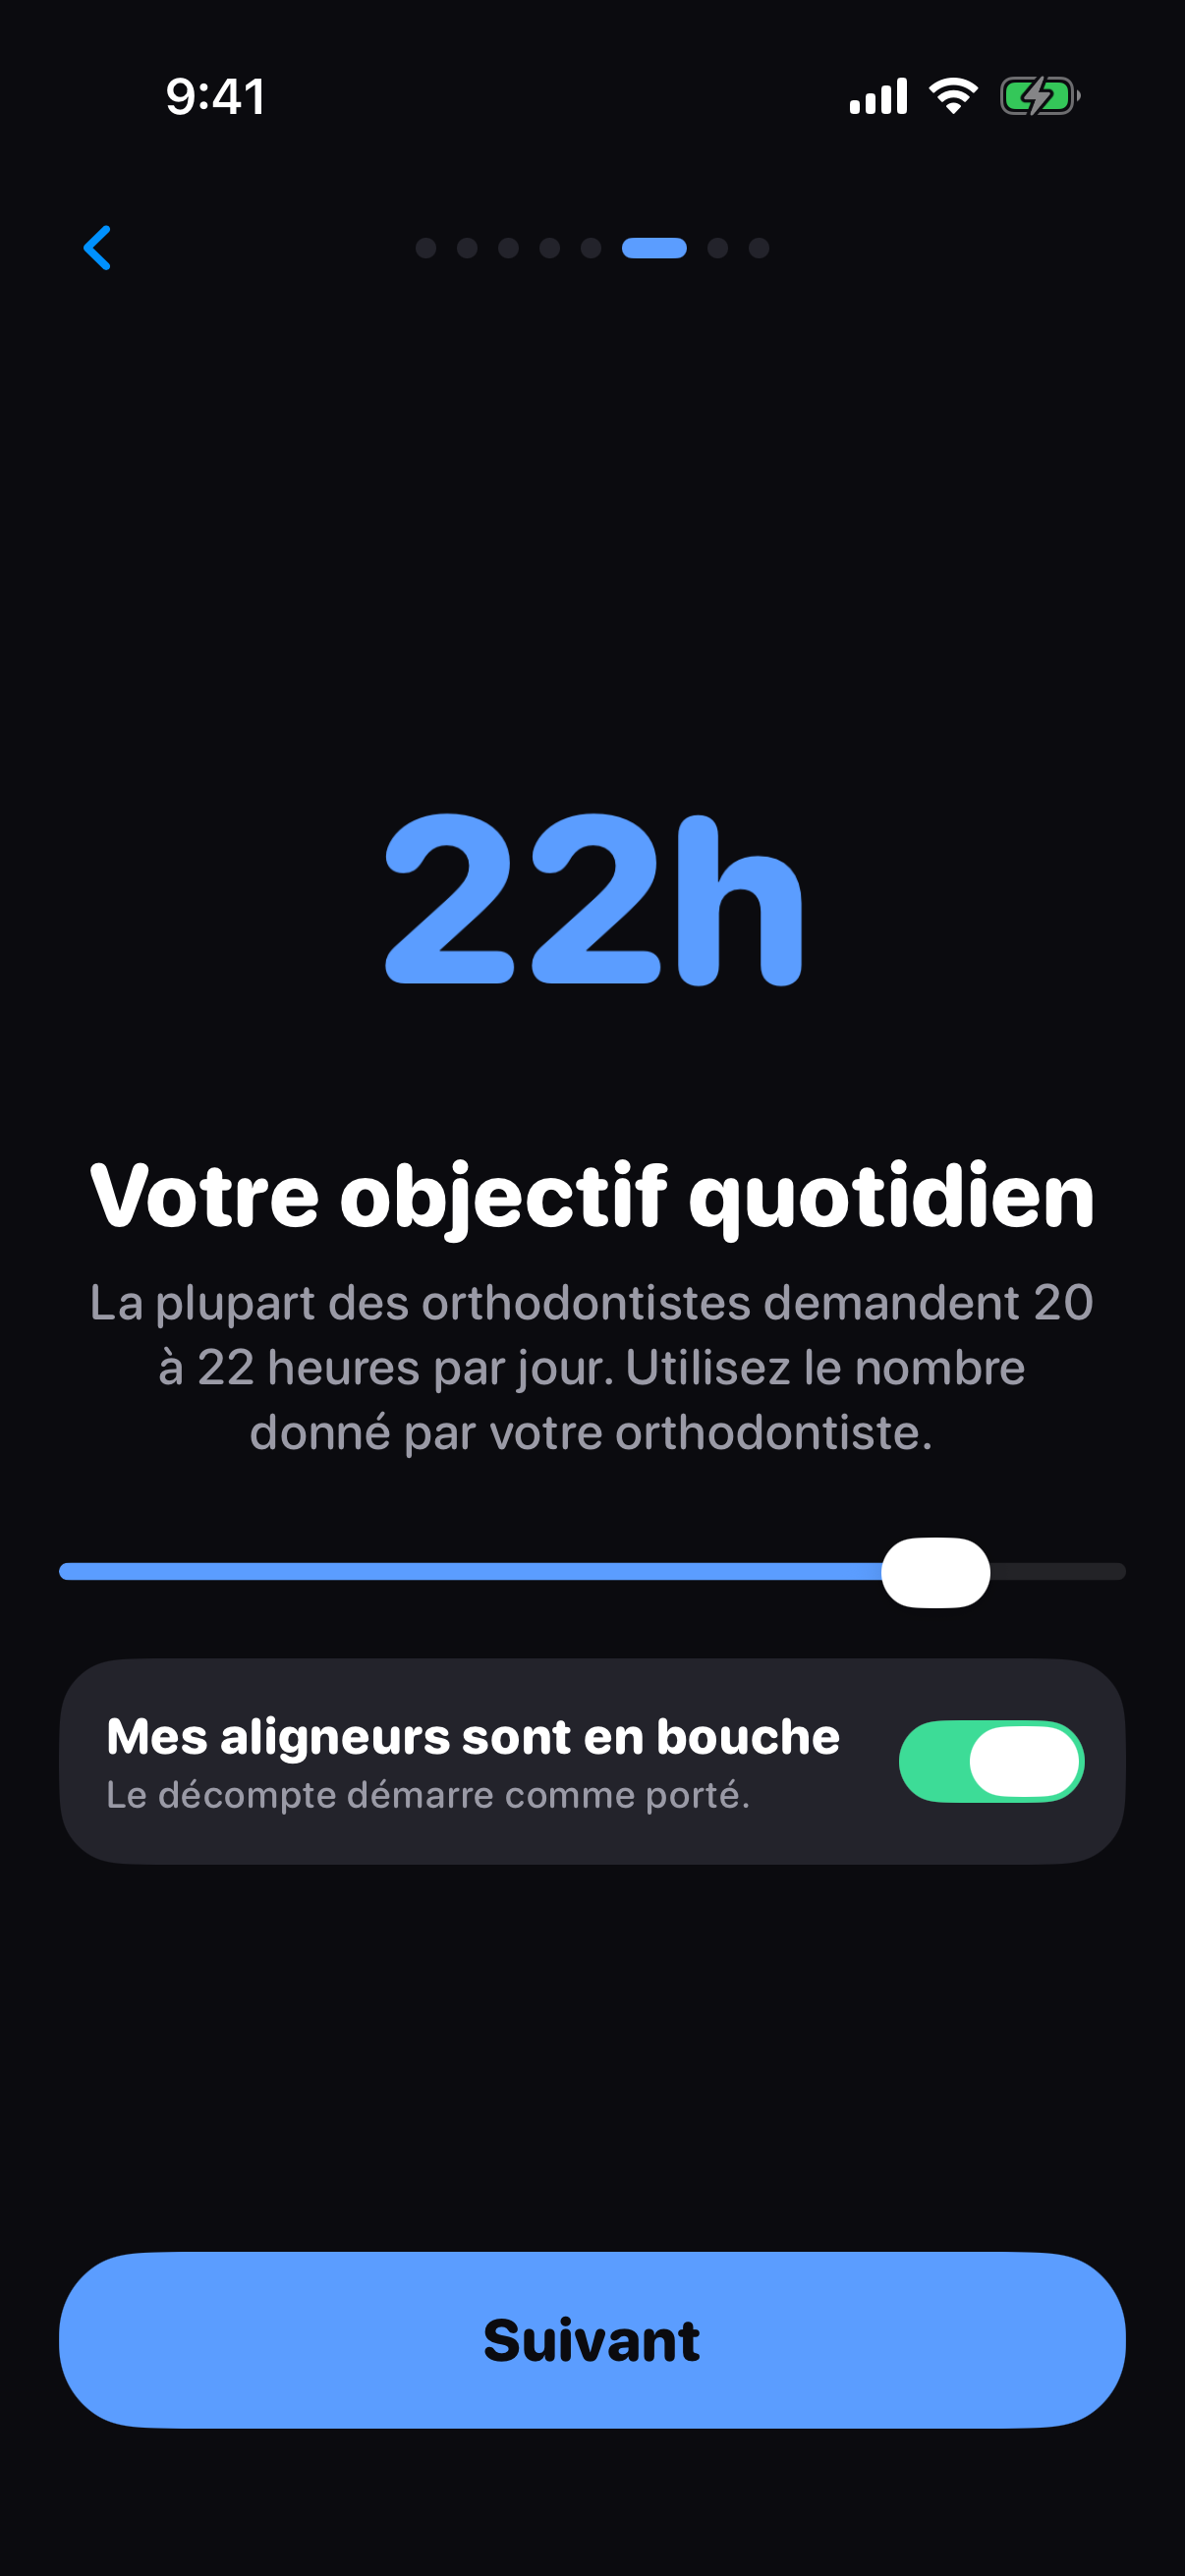 9:41
22h
Votre objectif quotidien
La plupart des orthodontistes demandent 20
à 22 heures par jour. Utilisez le nombre
donné par votre orthodontiste.
Mes aligneurs sont en bouche
Le décompte démarre comme porté.
Suivant